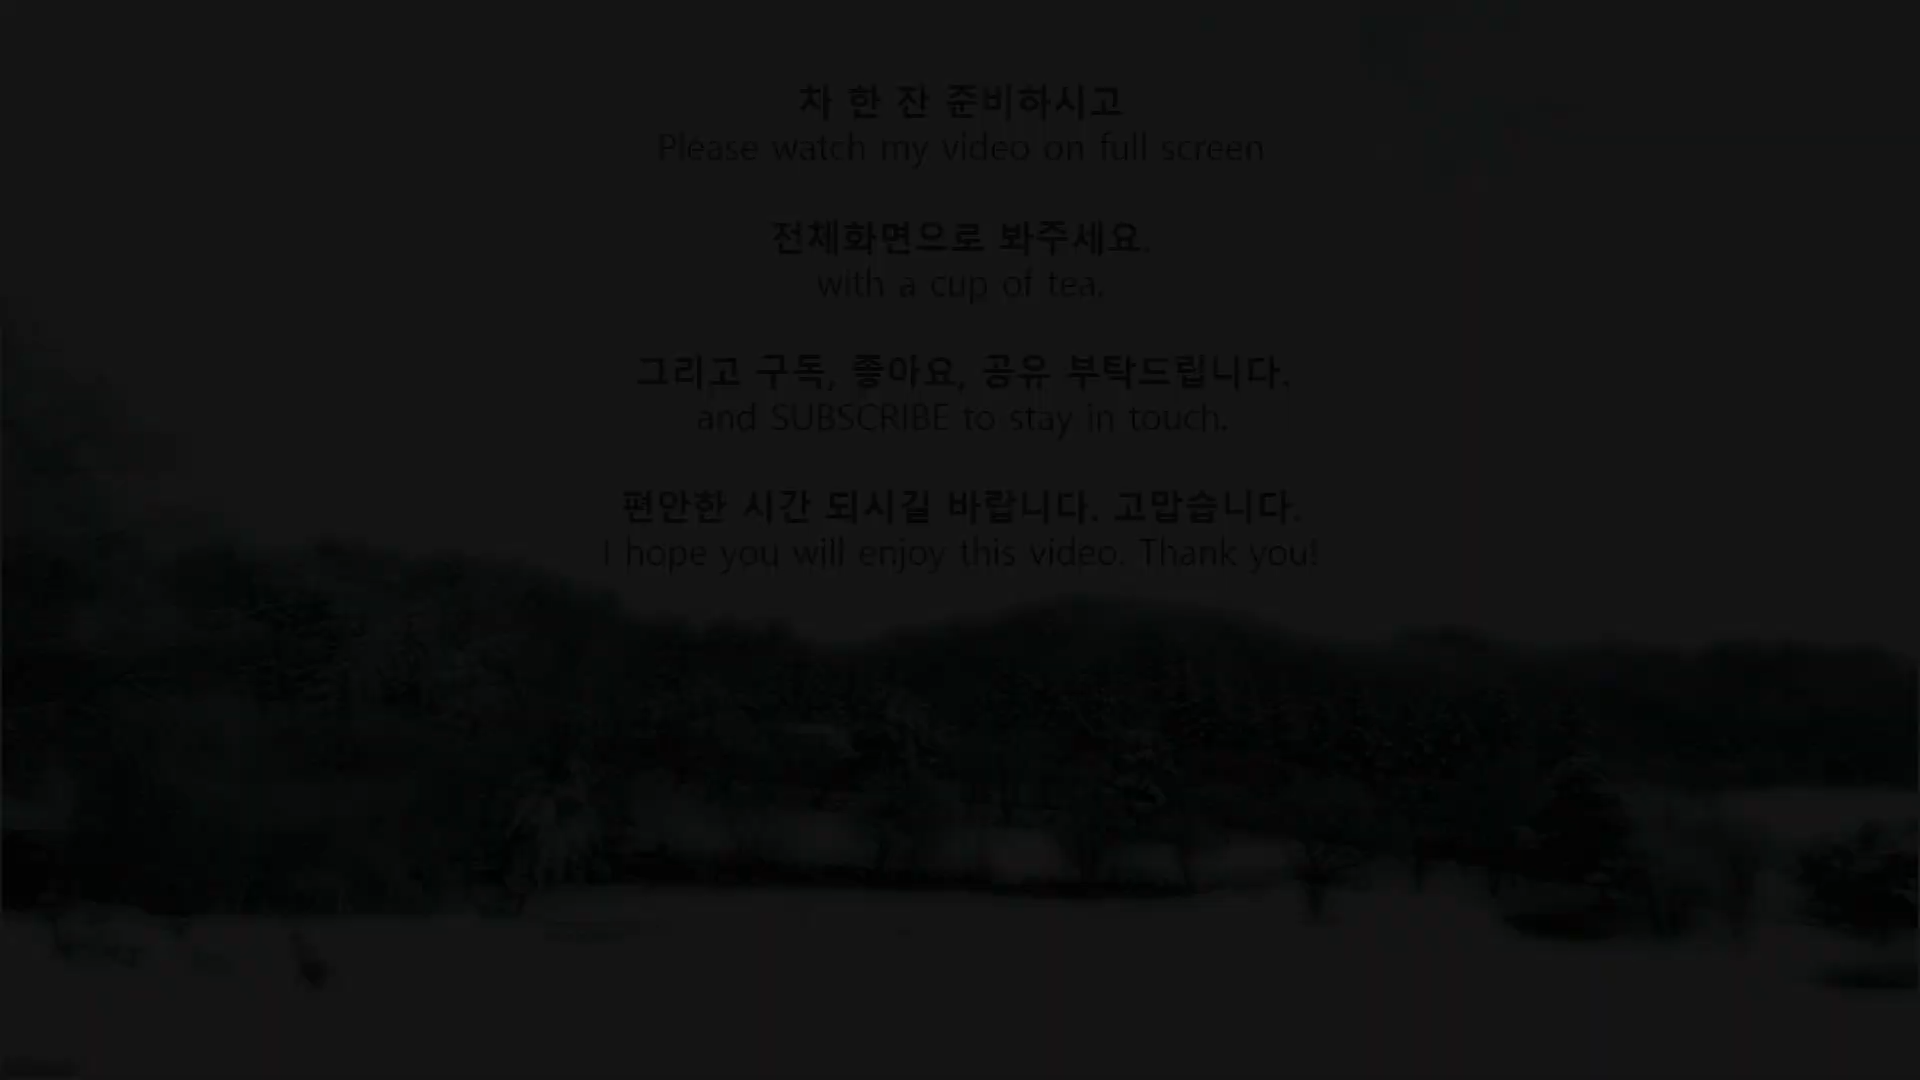 차 한 잔 준비하시고
Please watch my video on full screen
전체화면으로 봐주세요.
with a cup of tea.
그리고 구독, 좋아요, 공유 부탁드립니다.
and SUBSCRIBE to stay in touch.
편안한 시간 되시길 바랍니다. 고맙습니다.
I hope you will enjoy this video. Thank you!